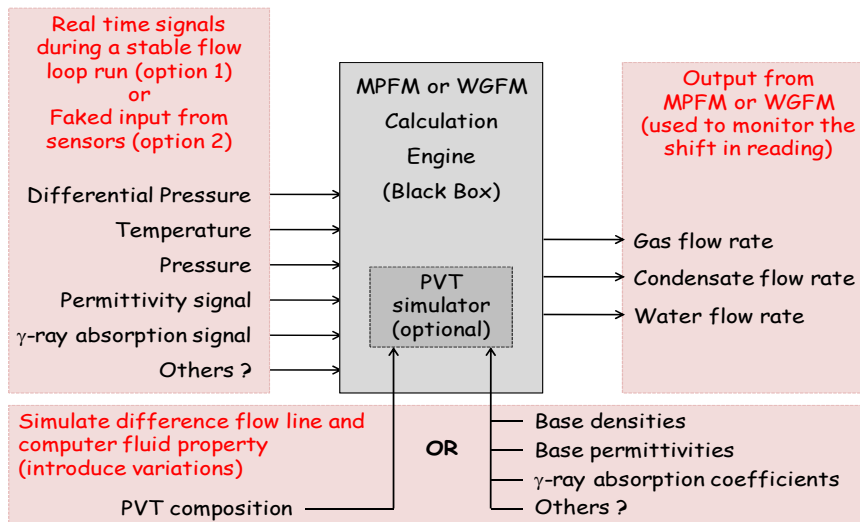 Real time signals
during a stable flow
loop run (option 1)
or
Faked input from
sensors (option 2)
Differential Pressure
Temperature
Pressure
Permittivity signal
γ-ray absorption signal
Others ?
MPFM or WGFM
Calculation
Engine
(Black Box)
PVT
simulator
(optional)
Output from
MPFM or WGFM
(used to monitor the
shift in reading)
Gas flow rate
Condensate flow rate
Water flow rate
Simulate difference flow line and
computer fluid property
(introduce variations)
PVT composition
OR
Base densities
Base permittivities
γ-ray absorption coefficients
Others ?